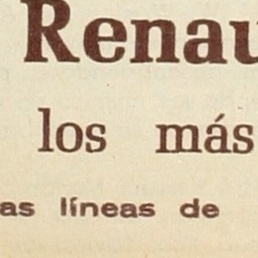 Renau
los más
as líneas de